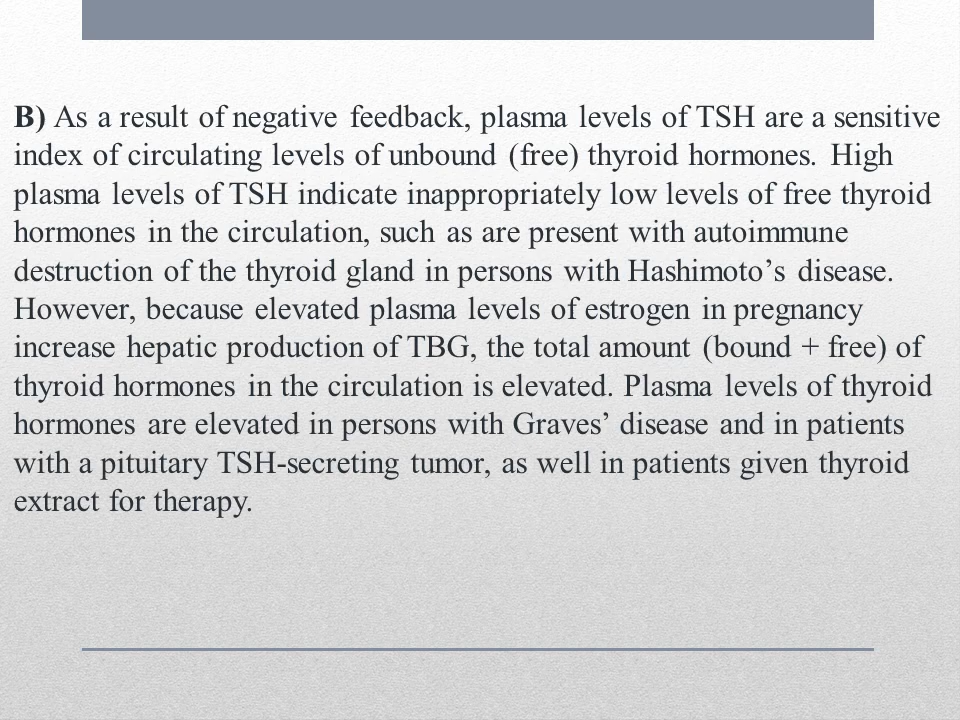 B) As a result of negative feedback, plasma levels of TSH are a sensitive
index of circulating levels of unbound (free) thyroid hormones. High
plasma levels of TSH indicate inappropriately low levels of free thyroid
hormones in the circulation, such as are present with autoimmune
destruction of the thyroid gland in persons with Hashimoto’s disease.
However, because elevated plasma levels of estrogen in pregnancy
increase hepatic production of TBG, the total amount (bound + free) of
thyroid hormones in the circulation is elevated. Plasma levels of thyroid
hormones are elevated in persons with Graves’ disease and in patients
with a pituitary TSH-secreting tumor, as well in patients given thyroid
extract for therapy.